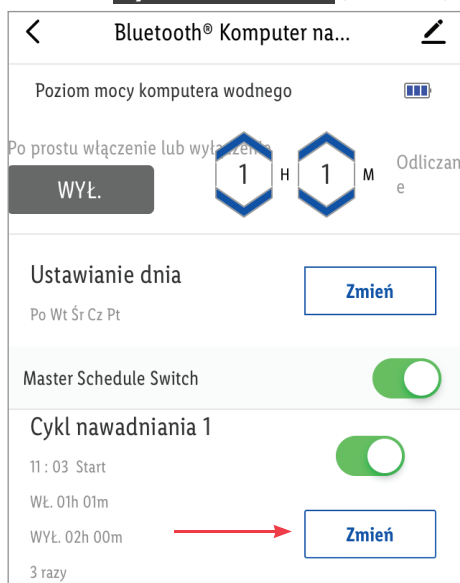 Bluetooth® Komputer na...
Poziom mocy komputera wodnego
Po prostu włączenie lub wyłączenie
WYŁ.
1 H 1 M
Odliczan
e
Ustawianie dnia
Zmień
Po Wt Śr Cz Pt
Master Schedule Switch
Cykl nawadniania 1
11 : 03 Start
WŁ. 01h 01m
WYŁ. 02h 00m
Zmień
3 razy